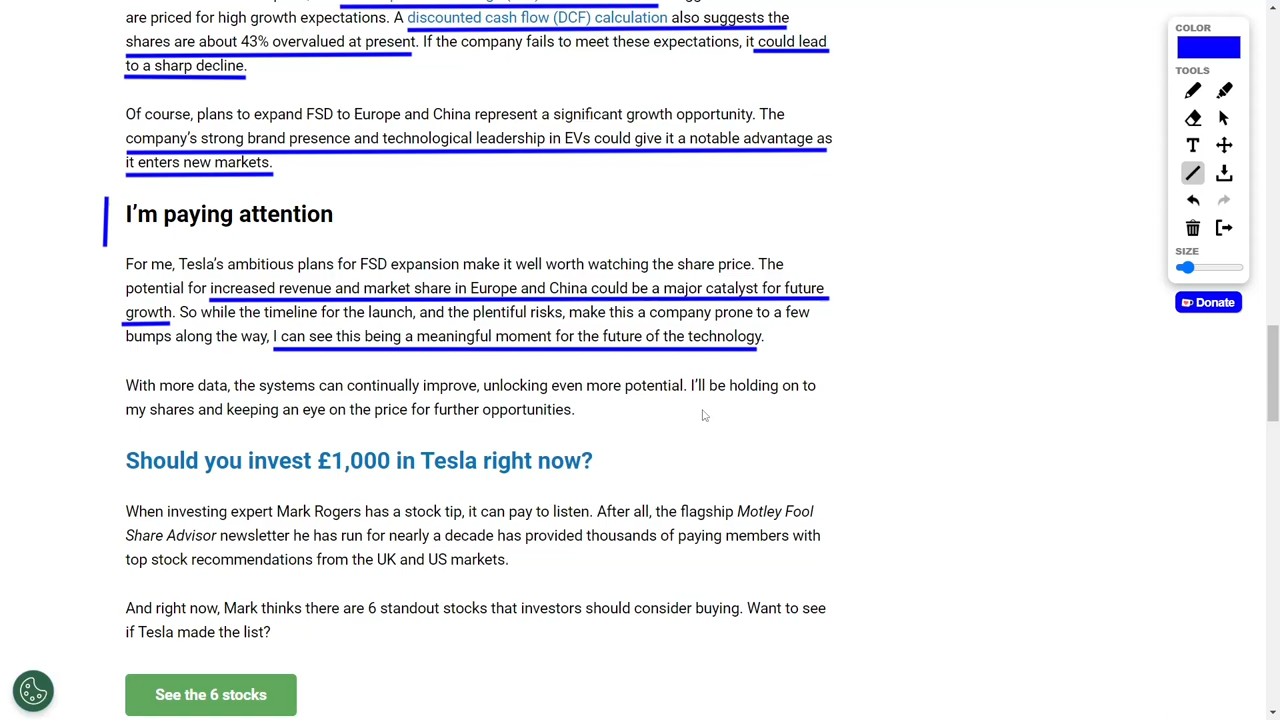 are priced for high growth expectations. A discounted cash flow (DCF) calculation also suggests the
shares are about 43% overvalued at present. If the company fails to meet these expectations, it could lead
to a sharp decline.
Of course, plans to expand FSD to Europe and China represent a significant growth opportunity. The
company's strong brand presence and technological leadership in EVs could give it a notable advantage as
it enters new markets.
I'm paying attention
For me, Tesla's ambitious plans for FSD expansion make it well worth watching the share price. The
potential for increased revenue and market share in Europe and China could be a major catalyst for future
growth. So while the timeline for the launch, and the plentiful risks, make this a company prone to a few
bumps along the way, I can see this being a meaningful moment for the future of the technology.
With more data, the systems can continually improve, unlocking even more potential. I'll be holding on to
my shares and keeping an eye on the price for further opportunities.
Should you invest £1,000 in Tesla right now?
When investing expert Mark Rogers has a stock tip, it can pay to listen. After all, the flagship Motley Fool
Share Advisor newsletter he has run for nearly a decade has provided thousands of paying members with
top stock recommendations from the UK and US markets.
And right now, Mark thinks there are 6 standout stocks that investors should consider buying. Want to see
if Tesla made the list?
See the 6 stocks
COLOR
TOOLS
T
SIZE
Donate